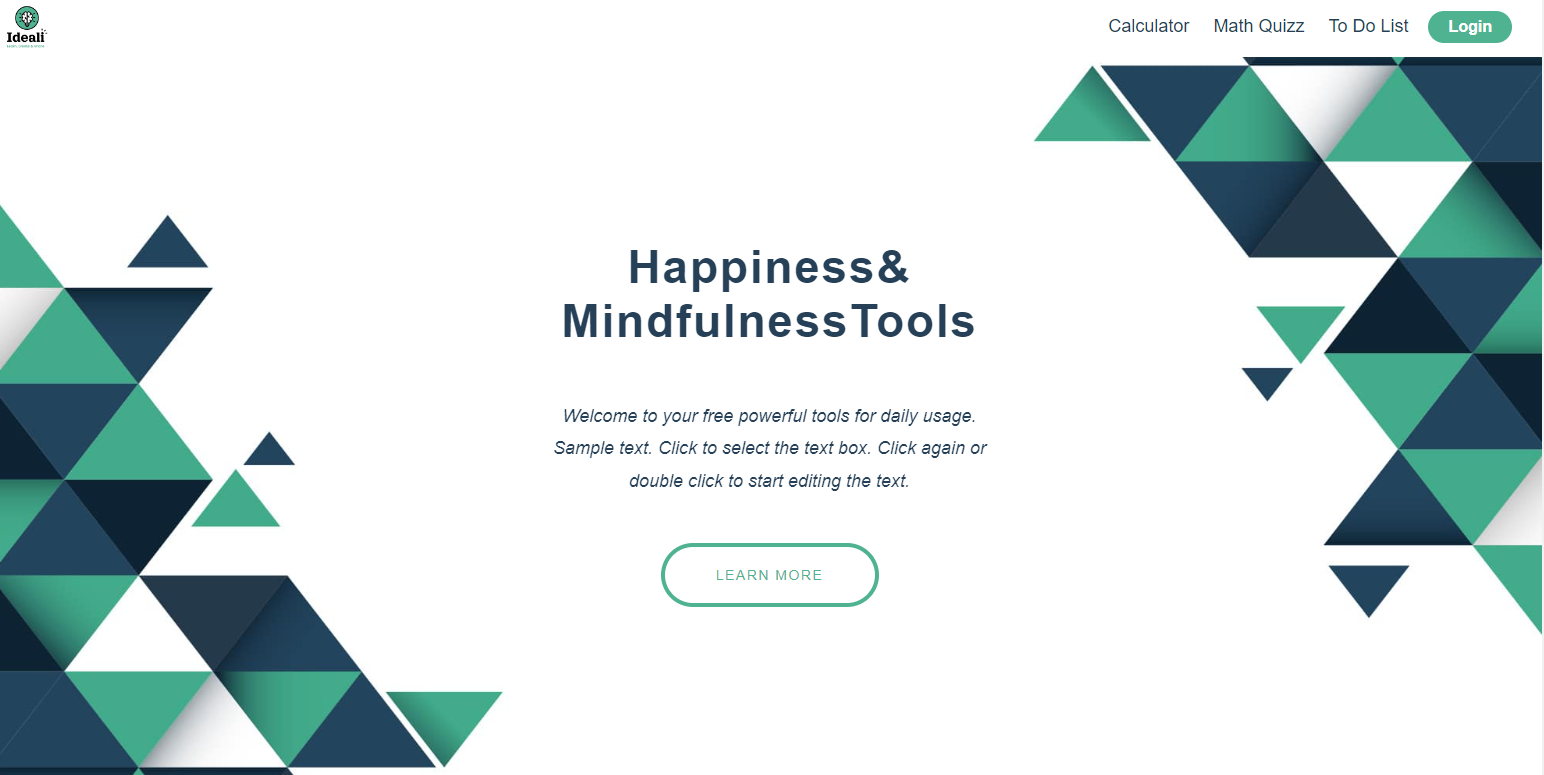 Ideali
Calculator Math Quizz To Do List Login
Happiness&
MindfulnessTools
Welcome to your free powerful tools for daily usage.
Sample text. Click to select the text box. Click again or
double click to start editing the text.
LEARN MORE